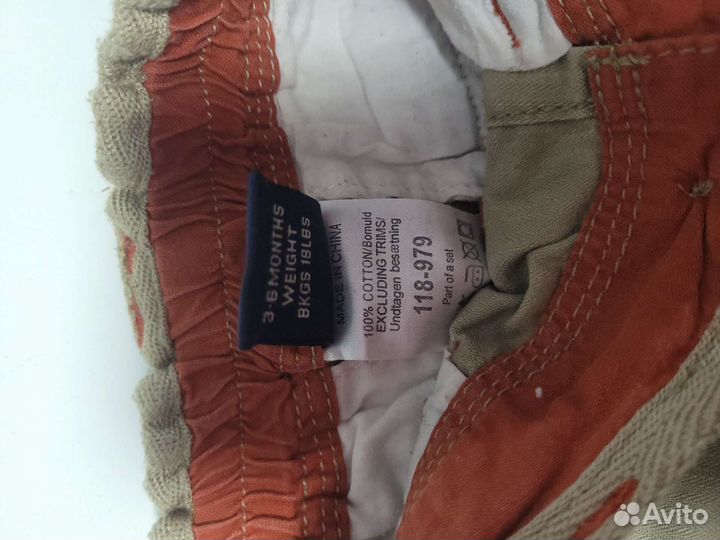 3-6 MONTHS
WEIGHT
8KGS 18LBS
MADE IN CHINA
100% COTTON/Bomuld
EXCLUDING TRIMS/
Undtagen besætning
118-979
Part of a set
Avito